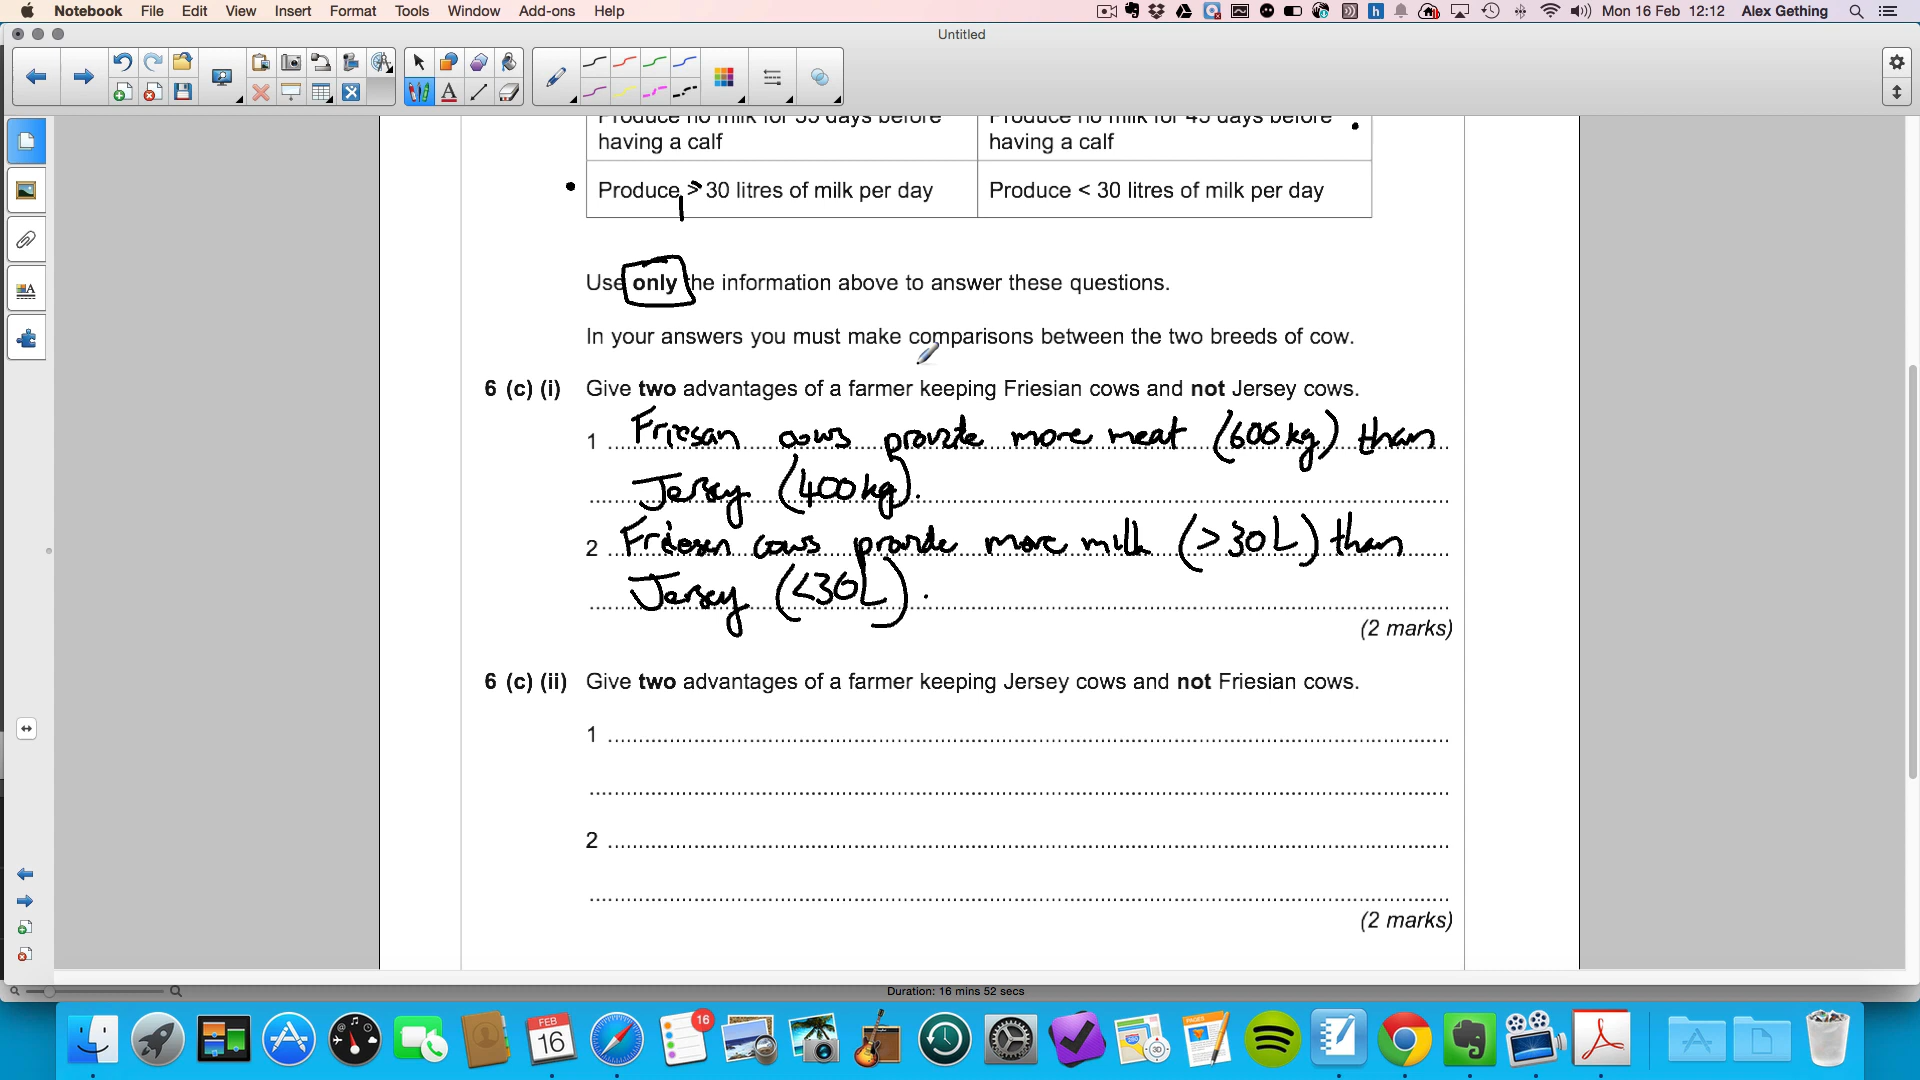 Notebook File Edit View Insert Format Tools Window Add-ons Help Mon 16 Feb 12:12 Alex Gething
Untitled
Produce no milk for 35 days before Produce no milk for 45 days before
having a calf having a calf
Produce > 30 litres of milk per day Produce < 30 litres of milk per day
Use only the information above to answer these questions.
In your answers you must make comparisons between the two breeds of cow.
6 (c) (i) Give two advantages of a farmer keeping Friesian cows and not Jersey cows.
1 Friesan cows provide more meat (600kg) than
Jersey (400kg).
2 Friesan cows provide more milk (>30L) than
Jersey (<30L).
(2 marks)
6 (c) (ii) Give two advantages of a farmer keeping Jersey cows and not Friesian cows.
1
2
(2 marks)
Duration: 16 mins 52 secs
16
FEB
16